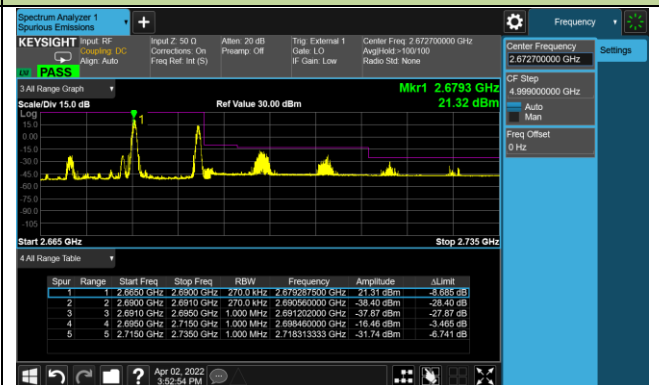 Spectrum Analyzer 1
Spurious Emissions
Frequency
KEYSIGHT Input: RF Input Z: 50 Ω Atten: 20 dB Trig: External 1 Center Freq: 2.672700000 GHz
Coupling: DC Corrections: On Preamp: Off Gate: LO Avg|Hold:>100/100
Align: Auto Freq Ref: Int (S) IF Gain: Low Radio Std: None
PASS
Center Frequency
2.672700000 GHz
Settings
CF Step
4.999000000 GHz
Auto
Man
Freq Offset
0 Hz
3 All Range Graph
Mkr1 2.6793 GHz
Scale/Div 15.0 dB Ref Value 30.00 dBm 21.32 dBm
Log
15.0
0.00
-15.0
-30.0
-45.0
-60.0
-75.0
-90.0
-105
1
Start 2.665 GHz Stop 2.735 GHz
4 All Range Table
Spur Range Start Freq Stop Freq RBW Frequency Amplitude ΔLimit
1 1 2.6650 GHz 2.6900 GHz 270.0 kHz 2.679287500 GHz 21.31 dBm -8.685 dB
2 2 2.6900 GHz 2.6910 GHz 270.0 kHz 2.690560000 GHz -38.40 dBm -28.40 dB
3 3 2.6910 GHz 2.6950 GHz 1.000 MHz 2.691202000 GHz -37.87 dBm -27.87 dB
4 4 2.6950 GHz 2.7150 GHz 1.000 MHz 2.698460000 GHz -16.46 dBm -3.465 dB
5 5 2.7150 GHz 2.7350 GHz 1.000 MHz 2.718313333 GHz -31.74 dBm -6.741 dB
Apr 02, 2022
3:52:54 PM